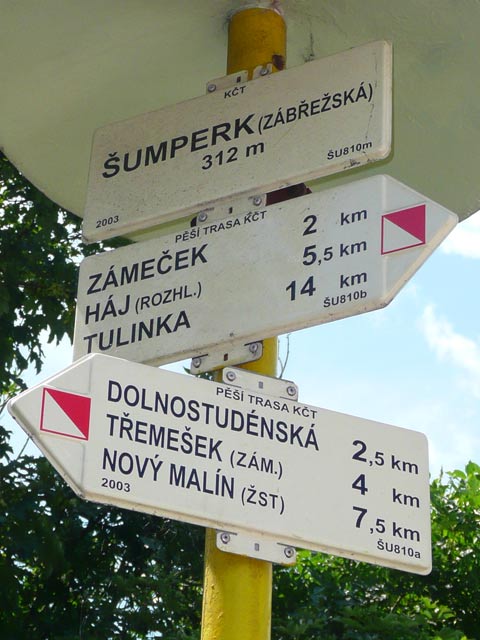 KČT
ŠUMPERK (ZÁBŘEŽSKÁ)
312 m
2003 ŠU810m
PĚŠÍ TRASA KČT
ZÁMEČEK 2 km
HÁJ (ROZHL.) 5,5 km
TULINKA 14 km
ŠU810b
PĚŠÍ TRASA KČT
DOLNOSTUDÉNSKÁ 2,5 km
TŘEMEŠEK (ZÁM.) 4 km
NOVÝ MALÍN (ŽST) 7,5 km
2003 ŠU810a